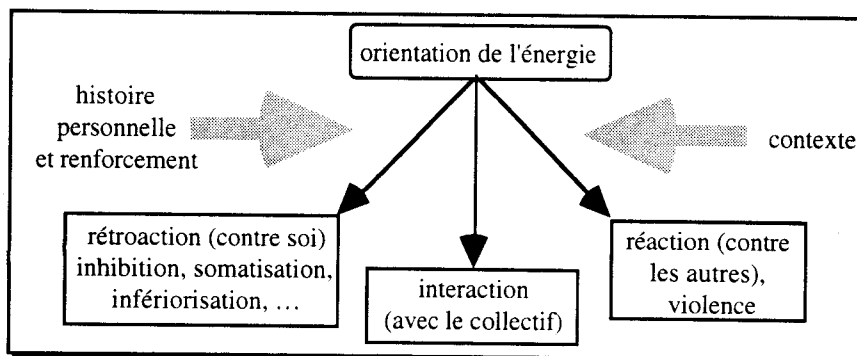 orientation de l'énergie
histoire
personnelle
et renforcement
contexte
rétroaction (contre soi)
inhibition, somatisation,
infériorisation, ...
interaction
(avec le collectif)
réaction (contre
les autres),
violence